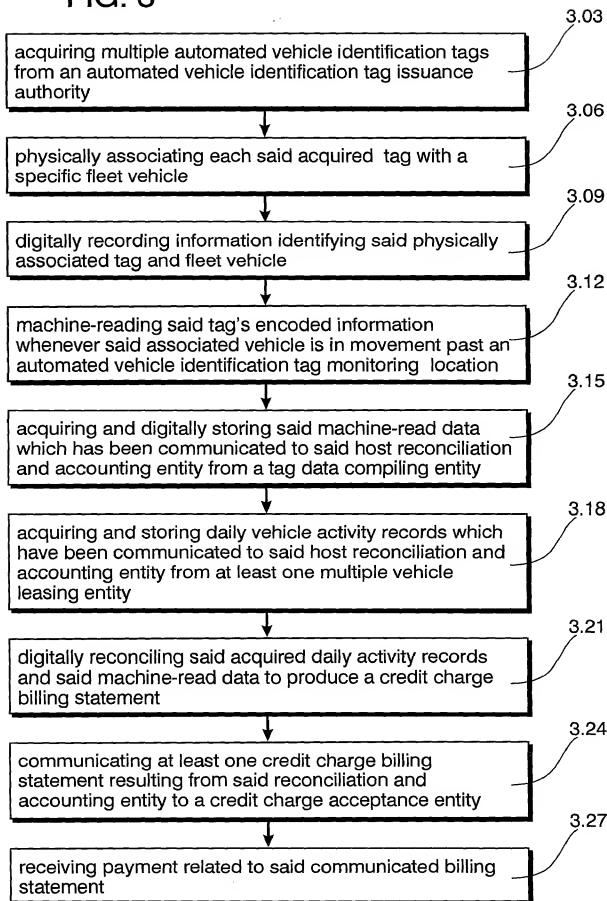 FIG. 3
3.03
acquiring multiple automated vehicle identification tags
from an automated vehicle identification tag issuance
authority
3.06
physically associating each said acquired tag with a
specific fleet vehicle
3.09
digitally recording information identifying said physically
associated tag and fleet vehicle
3.12
machine-reading said tag's encoded information
whenever said associated vehicle is in movement past an
automated vehicle identification tag monitoring location
3.15
acquiring and digitally storing said machine-read data
which has been communicated to said host reconciliation
and accounting entity from a tag data compiling entity
3.18
acquiring and storing daily vehicle activity records which
have been communicated to said host reconciliation and
accounting entity from at least one multiple vehicle
leasing entity
3.21
digitally reconciling said acquired daily activity records
and said machine-read data to produce a credit charge
billing statement
3.24
communicating at least one credit charge billing
statement resulting from said reconciliation and
accounting entity to a credit charge acceptance entity
3.27
receiving payment related to said communicated billing
statement